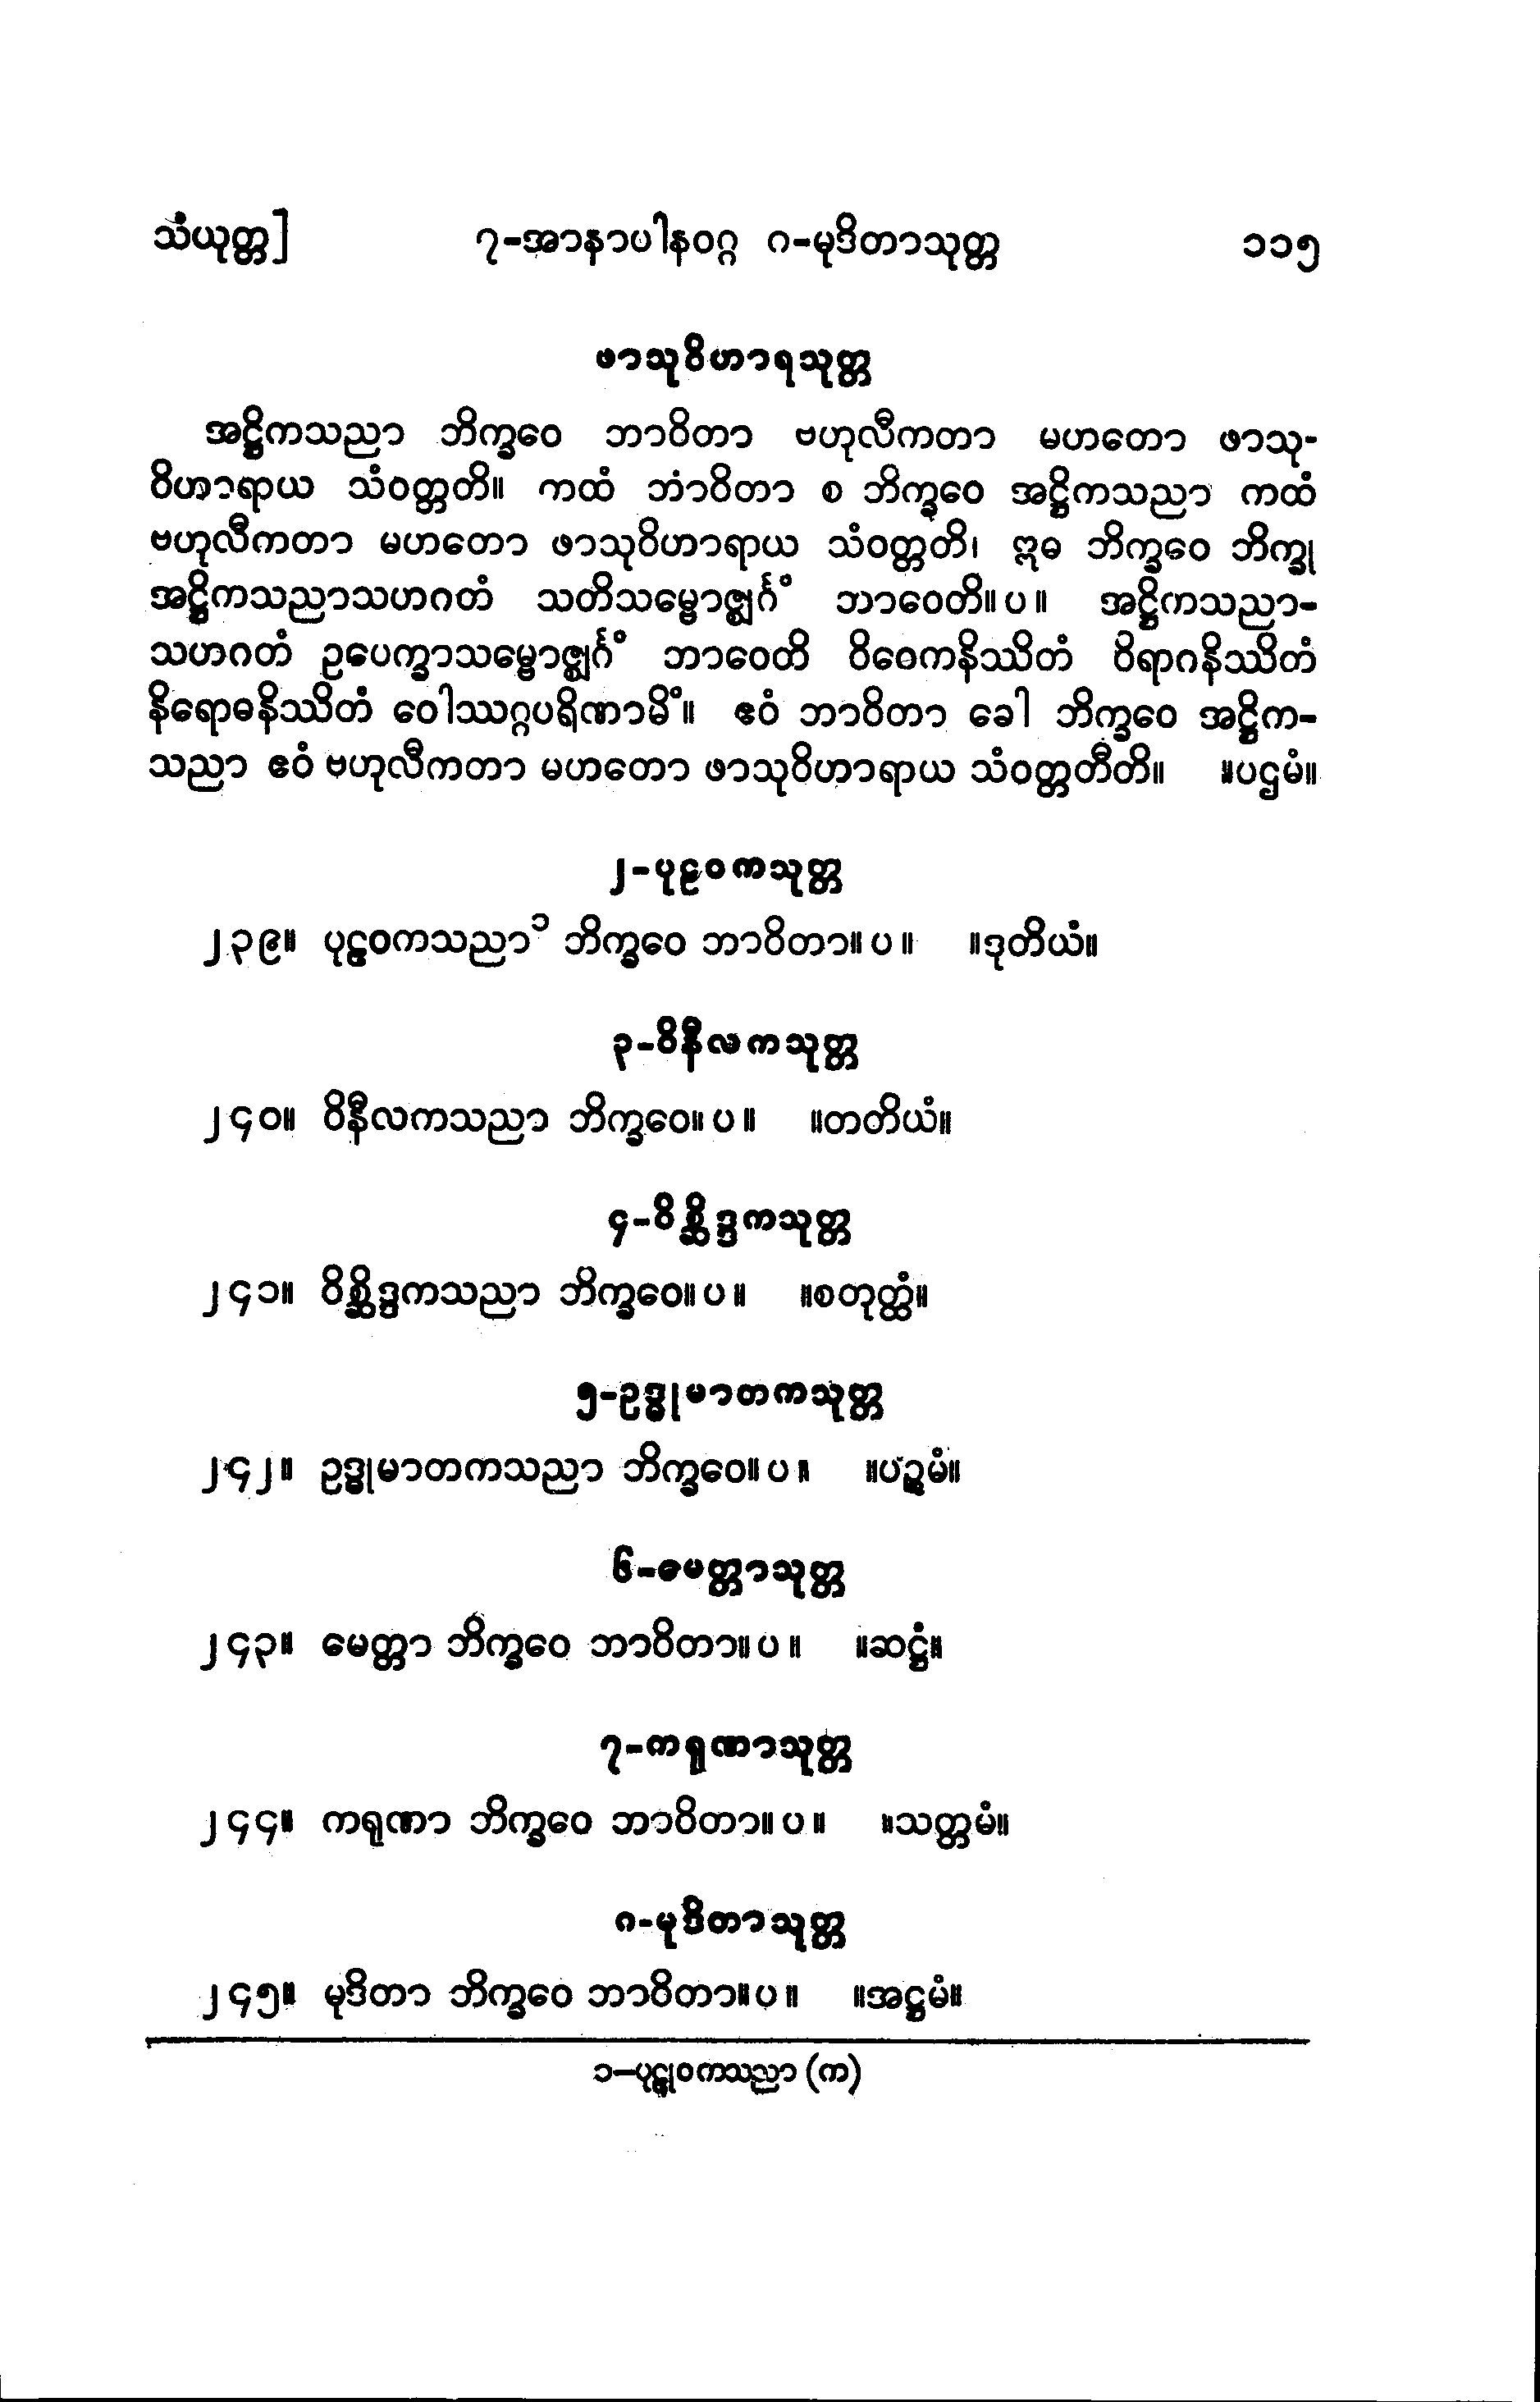 သံယုတ္တ]	၇-အာနာပါနဝဂ္ဂ ဂ-မုဒိတာသုတ္တ	၁၁၅
ဖာသုဝိဟာရသုတ္တ
အဋ္ဌိကသညာ ဘိက္ခဝေ ဘာဝိတာ ဗဟုလီကတာ မဟတော ဖာသု-
ဝိဟာရာယ သံဝတ္တတိ။ ကထံ ဘာဝိတာ စ ဘိက္ခဝေ အဋ္ဌိကသညာ ကထံ
ဗဟုလီကတာ မဟတော ဖာသုဝိဟာရာယ သံဝတ္တတိ၊ ဣဓ ဘိက္ခဝေ ဘိက္ခု
အဋ္ဌိကသညာသဟဂတံ သတိသမ္ဗောဇ္ဈင်္ဂံ ဘာဝေတိ။ပ။ အဋ္ဌိကသညာ-
သဟဂတံ ဥပေက္ခာသမ္ဗောဇ္ဈင်္ဂံ ဘာဝေတိ ဝိဝေကနိဿိတံ ဝိရာဂနိဿိတံ
နိရောဓနိဿိတံ ဝေါဿဂ္ဂပရိဏာမိံ။ ဧဝံ ဘာဝိတာ ခေါ ဘိက္ခဝေ အဋ္ဌိက-
သညာ ဧဝံ ဗဟုလီကတာ မဟတော ဖာသုဝိဟာရာယ သံဝတ္တတီတိ။ ။ပဌမံ။
၂-ပုဠဝကသုတ္တ
၂၃၉။ ပုဠဝကသညာ၁ ဘိက္ခဝေ ဘာဝိတာ။ပ။ ။ဒုတိယံ။
၃-ဝိနီလကသုတ္တ
၂၄၀။ ဝိနီလကသညာ ဘိက္ခဝေ။ပ။ ။တတိယံ။
၄-ဝိစ္ဆိဒ္ဒကသုတ္တ
၂၄၁။ ဝိစ္ဆိဒ္ဒကသညာ ဘိက္ခဝေ။ပ။ ။စတုတ္ထံ။
၅-ဥဒ္ဓုမာတကသုတ္တ
၂၄၂။ ဥဒ္ဓုမာတကသညာ ဘိက္ခဝေ။ပ။ ။ပဉ္စမံ။
၆-မေတ္တာသုတ္တ
၂၄၃။ မေတ္တာ ဘိက္ခဝေ ဘာဝိတာ။ပ။ ။ဆဋ္ဌံ။
၇-ကရုဏာသုတ္တ
၂၄၄။ ကရုဏာ ဘိက္ခဝေ ဘာဝိတာ။ပ။ ။သတ္တမံ။
ဂ-မုဒိတာသုတ္တ
၂၄၅။ မုဒိတာ ဘိက္ခဝေ ဘာဝိတာ။ပ။ ။အဋ္ဌမံ။
၁-ပုဠုဝကသညာ (က)